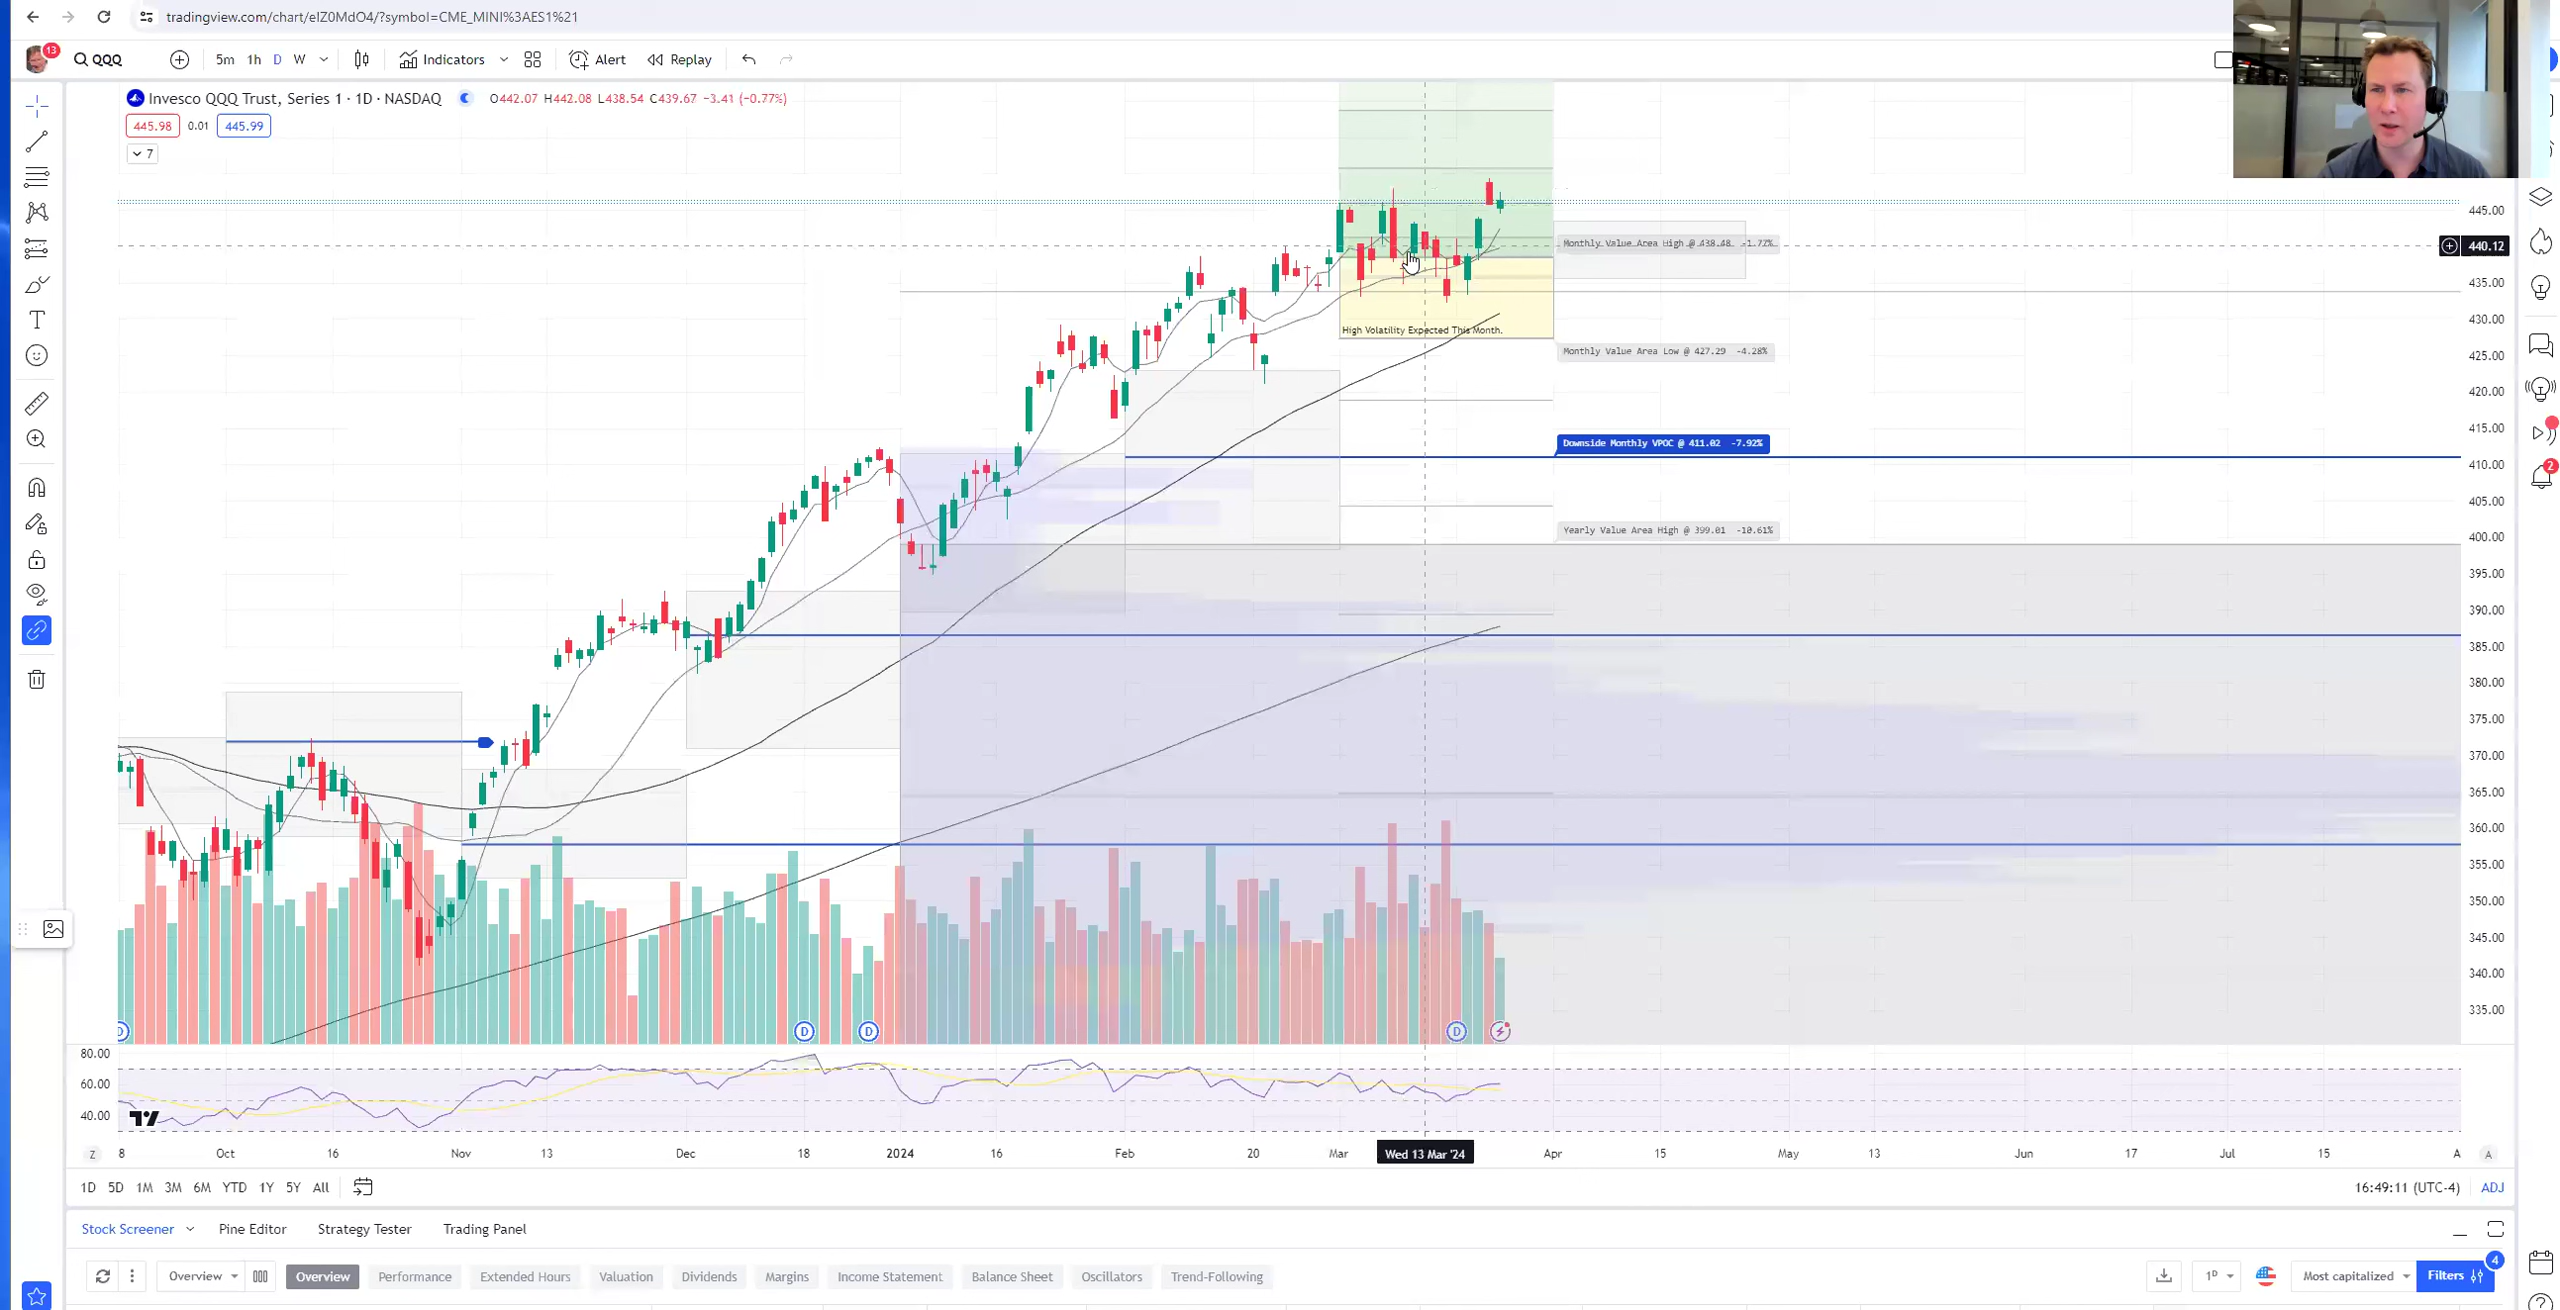 tradingview.com/chart/eIZ0MdO4/?symbol=CME_MINI%3AES1%21
13
QQQ
5m 1h D W Indicators Alert Replay
Invesco QQQ Trust, Series 1 · 1D · NASDAQ O442.07 H442.08 L438.54 C439.67 −3.41 (−0.77%)
445.98 0.01 445.99
7
445.00
Monthly Value Area High @ 438.48 -1.77%
440.12
435.00
430.00
High Volatility Expected This Month.
Monthly Value Area Low @ 427.29 -4.28%
425.00
420.00
415.00
Downside Monthly VPOC @ 411.02 -7.92%
410.00
405.00
Yearly Value Area High @ 399.01 -10.61%
400.00
395.00
390.00
385.00
380.00
375.00
370.00
365.00
360.00
355.00
350.00
345.00
340.00
335.00
2
D D D D
80.00
60.00
40.00
Z 8 Oct 16 Nov 13 Dec 18 2024 16 Feb 20 Mar Wed 13 Mar '24 Apr 15 May 13 Jun 17 Jul 15 A A
1D 5D 1M 3M 6M YTD 1Y 5Y All 16:49:11 (UTC-4) ADJ
Stock Screener Pine Editor Strategy Tester Trading Panel
Overview Overview Performance Extended Hours Valuation Dividends Margins Income Statement Balance Sheet Oscillators Trend-Following 1D Most capitalized Filters 4